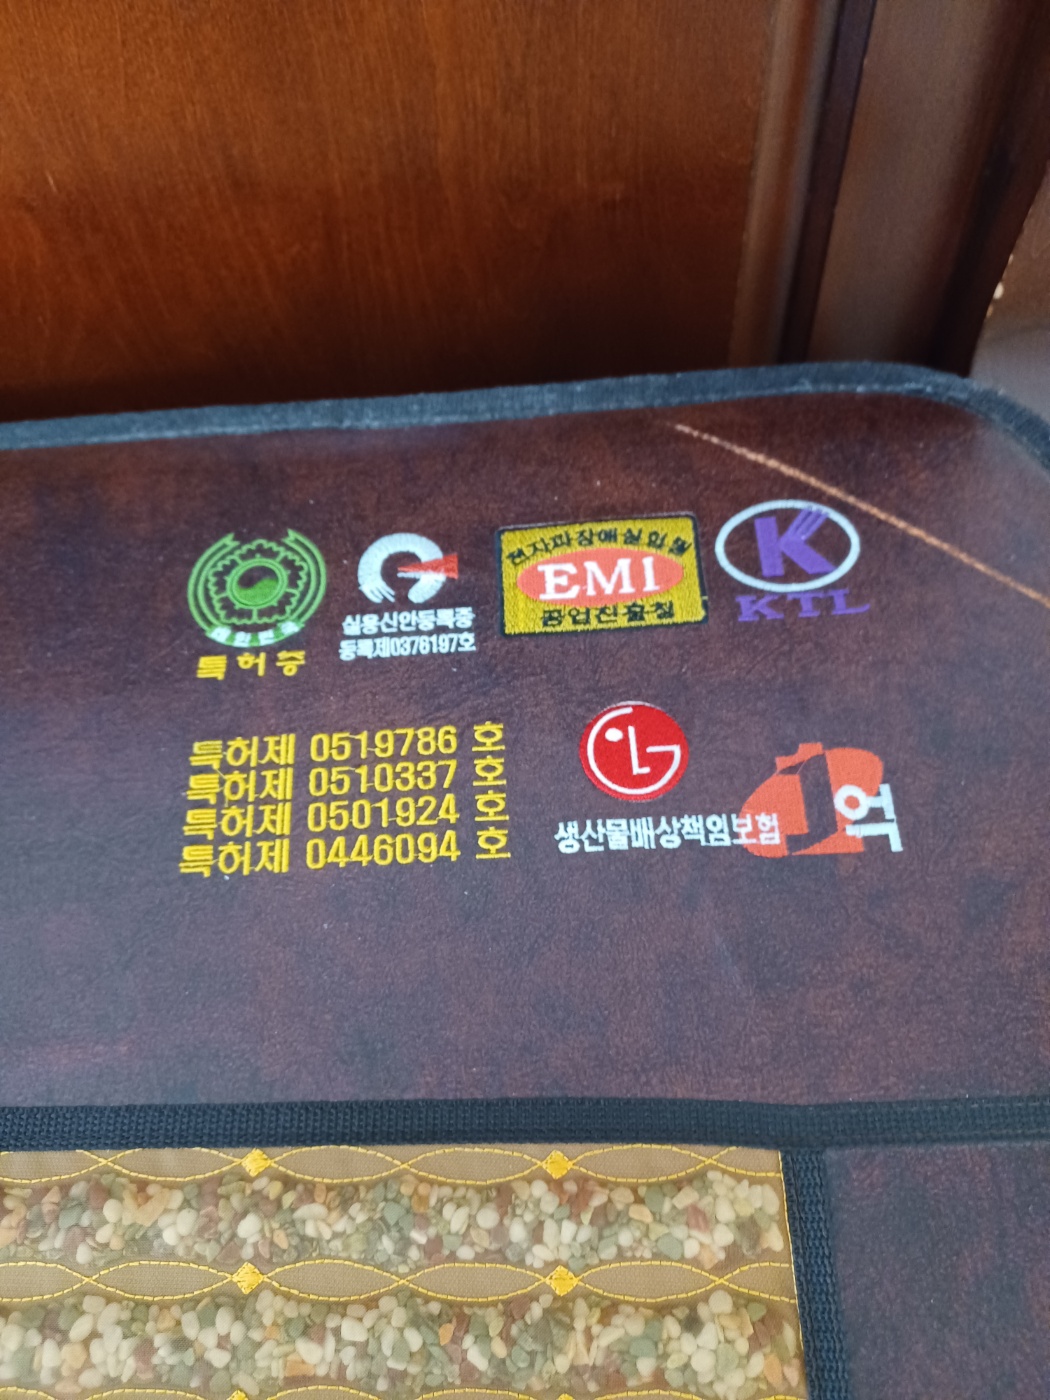 특허증
실용신안등록증
등록제0376197호
전자파장애실험필
EMI
공업진흥청
K
KTL
특허제 0519786 호
특허제 0510337 호
특허제 0501924 호
특허제 0446094 호
LG
생산물배상책임보험
1억